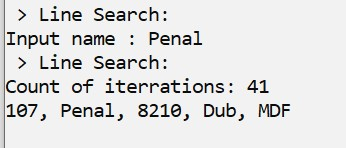 > Line Search:
Input name : Penal
> Line Search:
Count of iterrations: 41
107, Penal, 8210, Dub, MDF